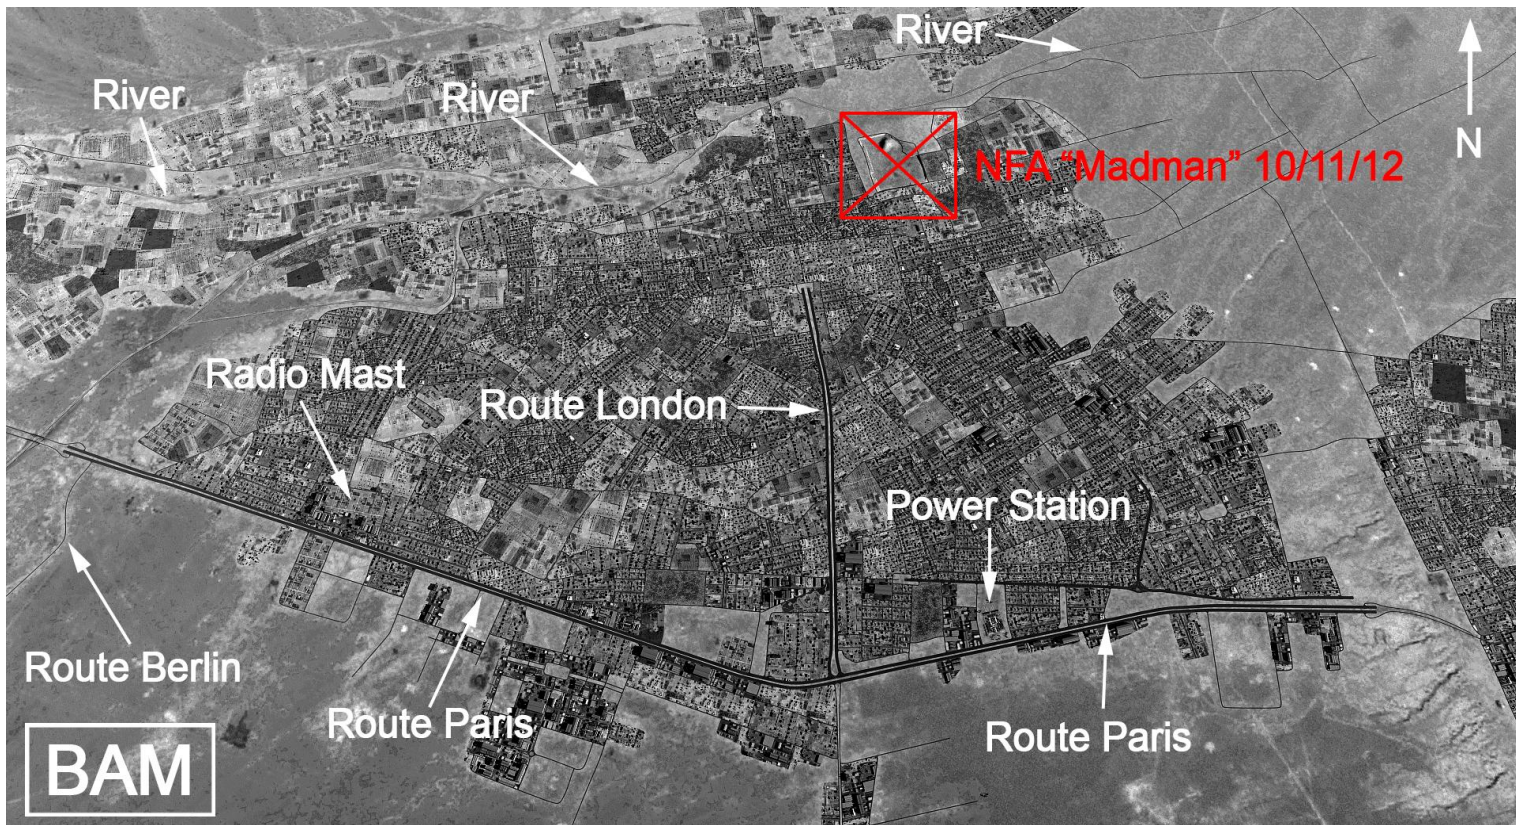 River
River
River
N
NFA “Madman” 10/11/12
Radio Mast
Route London
Power Station
Route Berlin
Route Paris
Route Paris
BAM